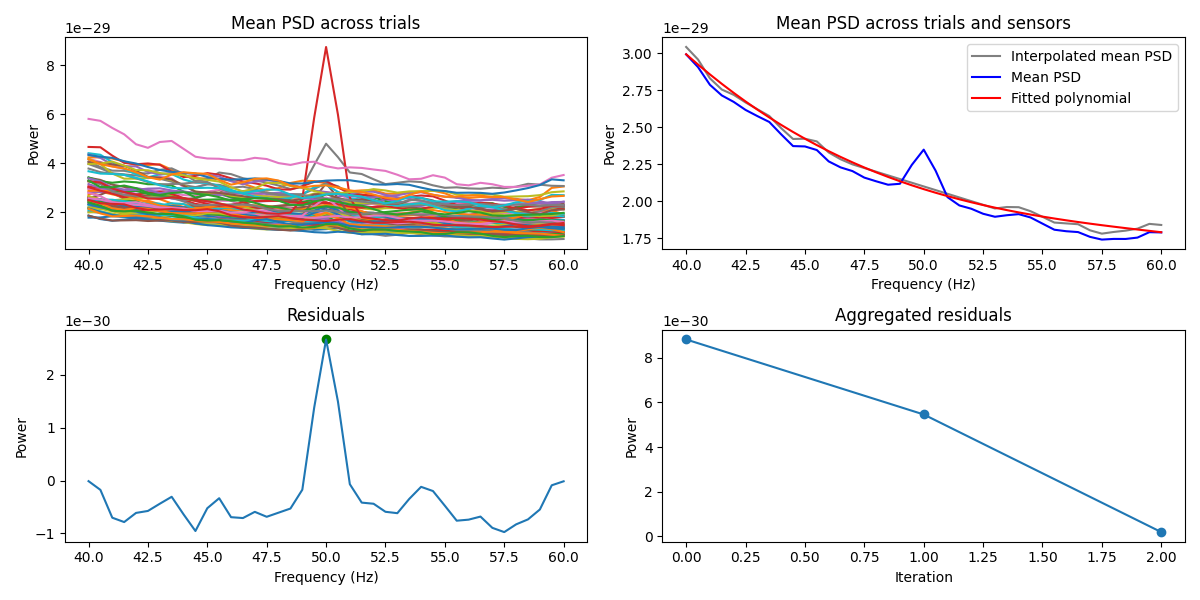 Mean PSD across trials
1e−29
8
6
4
2
Power
40.0 42.5 45.0 47.5 50.0 52.5 55.0 57.5 60.0
Frequency (Hz)
Mean PSD across trials and sensors
1e−29
3.00
2.75
2.50
2.25
2.00
1.75
Power
Interpolated mean PSD
Mean PSD
Fitted polynomial
40.0 42.5 45.0 47.5 50.0 52.5 55.0 57.5 60.0
Frequency (Hz)
Residuals
1e−30
2
1
0
−1
Power
40.0 42.5 45.0 47.5 50.0 52.5 55.0 57.5 60.0
Frequency (Hz)
Aggregated residuals
1e−30
8
6
4
2
0
Power
0.00 0.25 0.50 0.75 1.00 1.25 1.50 1.75 2.00
Iteration